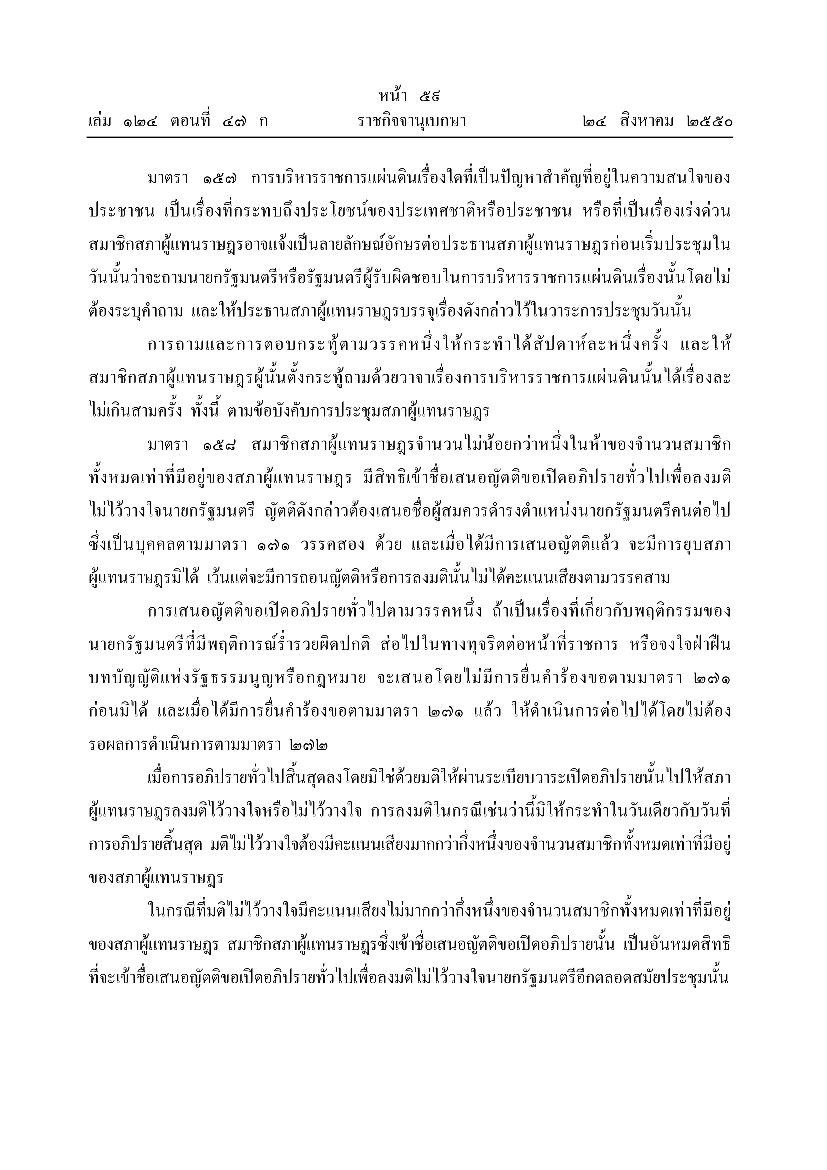 หน้า ๕๙
เล่ม ๑๒๔ ตอนที่ ๔๗ ก ราชกิจจานุเบกษา ๒๔ สิงหาคม ๒๕๕๐
มาตรา ๑๕๗ การบริหารราชการแผ่นดินเรื่องใดที่เป็นปัญหาสำคัญที่อยู่ในความสนใจของ
ประชาชน เป็นเรื่องที่กระทบถึงประโยชน์ของประเทศชาติหรือประชาชน หรือที่เป็นเรื่องเร่งด่วน
สมาชิกสภาผู้แทนราษฎรอาจแจ้งเป็นลายลักษณ์อักษรต่อประธานสภาผู้แทนราษฎรก่อนเริ่มประชุมใน
วันนั้นว่าจะถามนายกรัฐมนตรีหรือรัฐมนตรีผู้รับผิดชอบในการบริหารราชการแผ่นดินเรื่องนั้นโดยไม่
ต้องระบุคำถาม และให้ประธานสภาผู้แทนราษฎรบรรจุเรื่องดังกล่าวไว้ในวาระการประชุมวันนั้น
การถามและการตอบกระทู้ตามวรรคหนึ่งให้กระทำได้สัปดาห์ละหนึ่งครั้ง และให้
สมาชิกสภาผู้แทนราษฎรผู้นั้นตั้งกระทู้ถามด้วยวาจาเรื่องการบริหารราชการแผ่นดินนั้นได้เรื่องละ
ไม่เกินสามครั้ง ทั้งนี้ ตามข้อบังคับการประชุมสภาผู้แทนราษฎร
มาตรา ๑๕๘ สมาชิกสภาผู้แทนราษฎรจำนวนไม่น้อยกว่าหนึ่งในห้าของจำนวนสมาชิก
ทั้งหมดเท่าที่มีอยู่ของสภาผู้แทนราษฎร มีสิทธิเข้าชื่อเสนอญัตติขอเปิดอภิปรายทั่วไปเพื่อลงมติ
ไม่ไว้วางใจนายกรัฐมนตรี ญัตติดังกล่าวต้องเสนอชื่อผู้สมควรดำรงตำแหน่งนายกรัฐมนตรีคนต่อไป
ซึ่งเป็นบุคคลตามมาตรา ๑๗๑ วรรคสอง ด้วย และเมื่อได้มีการเสนอญัตติแล้ว จะมีการยุบสภา
ผู้แทนราษฎรมิได้ เว้นแต่จะมีการถอนญัตติหรือการลงมตินั้นไม่ได้คะแนนเสียงตามวรรคสาม
การเสนอญัตติขอเปิดอภิปรายทั่วไปตามวรรคหนึ่ง ถ้าเป็นเรื่องที่เกี่ยวกับพฤติกรรมของ
นายกรัฐมนตรีที่มีพฤติการณ์ร่ำรวยผิดปกติ ส่อไปในทางทุจริตต่อหน้าที่ราชการ หรือจงใจฝ่าฝืน
บทบัญญัติแห่งรัฐธรรมนูญหรือกฎหมาย จะเสนอโดยไม่มีการยื่นคำร้องขอตามมาตรา ๒๗๑
ก่อนมิได้ และเมื่อได้มีการยื่นคำร้องขอตามมาตรา ๒๗๑ แล้ว ให้ดำเนินการต่อไปได้โดยไม่ต้อง
รอผลการดำเนินการตามมาตรา ๒๗๒
เมื่อการอภิปรายทั่วไปสิ้นสุดลงโดยมิใช่ด้วยมติให้ผ่านระเบียบวาระเปิดอภิปรายนั้นไปให้สภา
ผู้แทนราษฎรลงมติไว้วางใจหรือไม่ไว้วางใจ การลงมติในกรณีเช่นว่านี้มิให้กระทำในวันเดียวกับวันที่
การอภิปรายสิ้นสุด มติไม่ไว้วางใจต้องมีคะแนนเสียงมากกว่ากึ่งหนึ่งของจำนวนสมาชิกทั้งหมดเท่าที่มีอยู่
ของสภาผู้แทนราษฎร
ในกรณีที่มติไม่ไว้วางใจมีคะแนนเสียงไม่มากกว่ากึ่งหนึ่งของจำนวนสมาชิกทั้งหมดเท่าที่มีอยู่
ของสภาผู้แทนราษฎร สมาชิกสภาผู้แทนราษฎรซึ่งเข้าชื่อเสนอญัตติขอเปิดอภิปรายนั้น เป็นอันหมดสิทธิ
ที่จะเข้าชื่อเสนอญัตติขอเปิดอภิปรายทั่วไปเพื่อลงมติไม่ไว้วางใจนายกรัฐมนตรีอีกตลอดสมัยประชุมนั้น